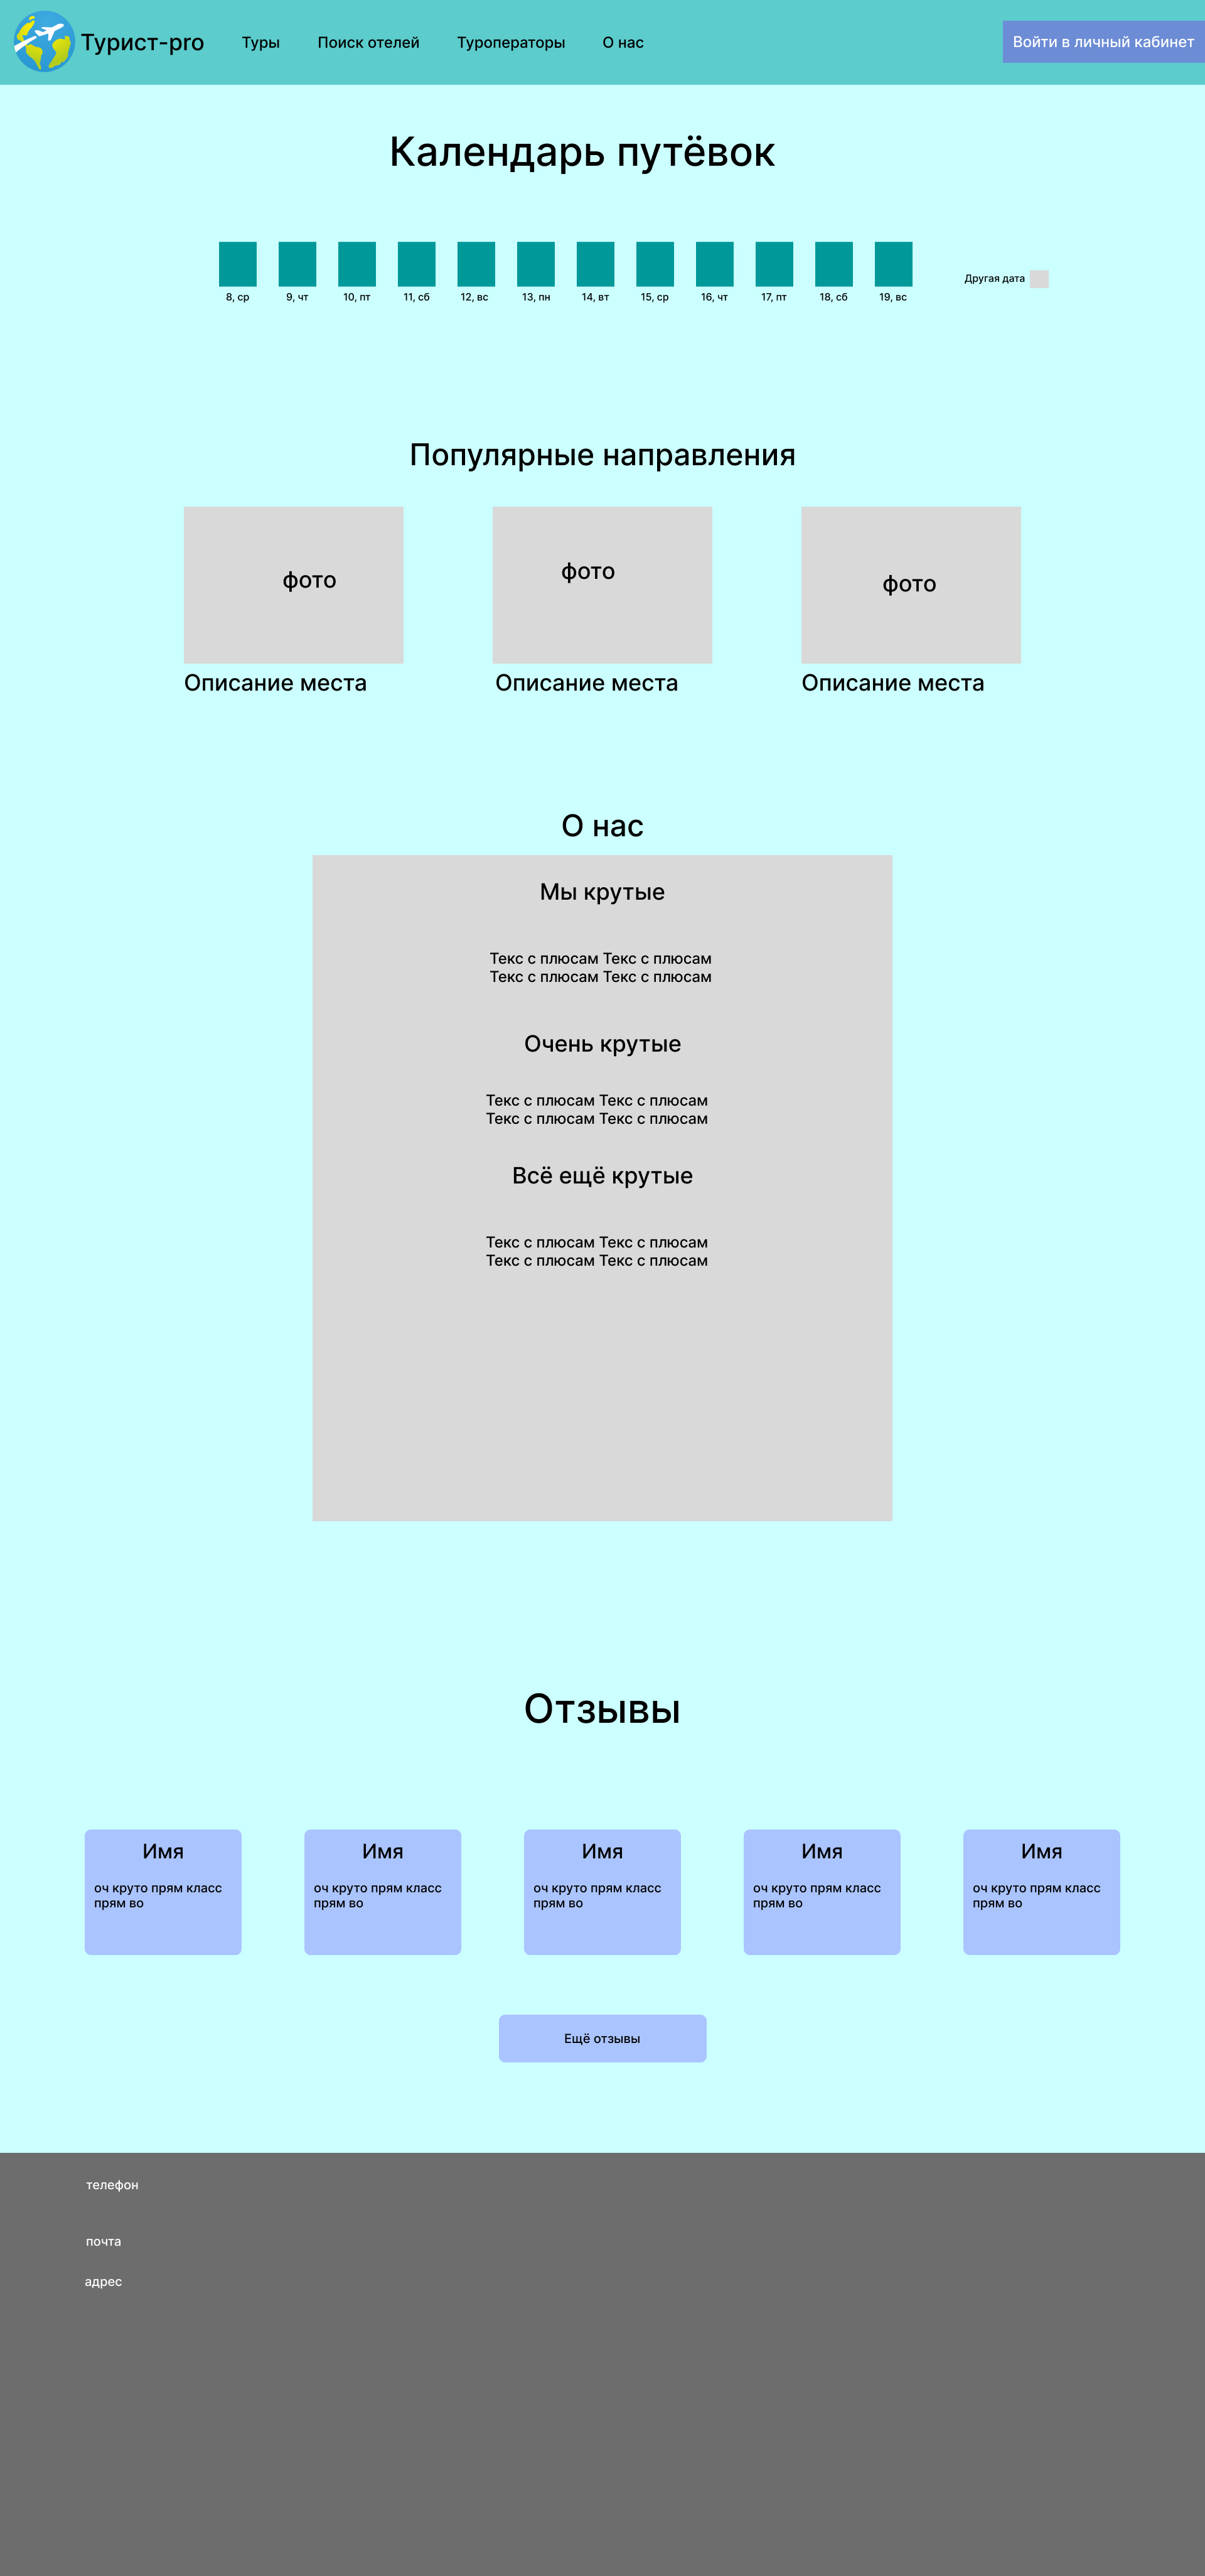 Турист-pro
Туры
Поиск отелей
Туроператоры
О нас
Войти в личный кабинет
Календарь путёвок
8, ср
9, чт
10, пт
11, сб
12, вс
13, пн
14, вт
15, ср
16, чт
17, пт
18, сб
19, вс
Другая дата
Популярные направления
фото
фото
фото
Описание места
Описание места
Описание места
О нас
Мы крутые
Текс с плюсам Текс с плюсам
Текс с плюсам Текс с плюсам
Очень крутые
Текс с плюсам Текс с плюсам
Текс с плюсам Текс с плюсам
Всё ещё крутые
Текс с плюсам Текс с плюсам
Текс с плюсам Текс с плюсам
Отзывы
Имя
оч круто прям класс
прям во
Имя
оч круто прям класс
прям во
Имя
оч круто прям класс
прям во
Имя
оч круто прям класс
прям во
Имя
оч круто прям класс
прям во
Ещё отзывы
телефон
почта
адрес